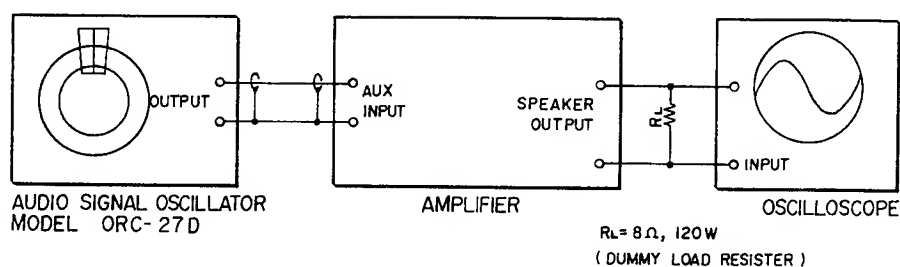 OUTPUT
AUX
INPUT
SPEAKER
OUTPUT
RL
INPUT
AUDIO SIGNAL OSCILLATOR
MODEL ORC-27D
AMPLIFIER
OSCILLOSCOPE
RL=8Ω, 120W
(DUMMY LOAD RESISTER)